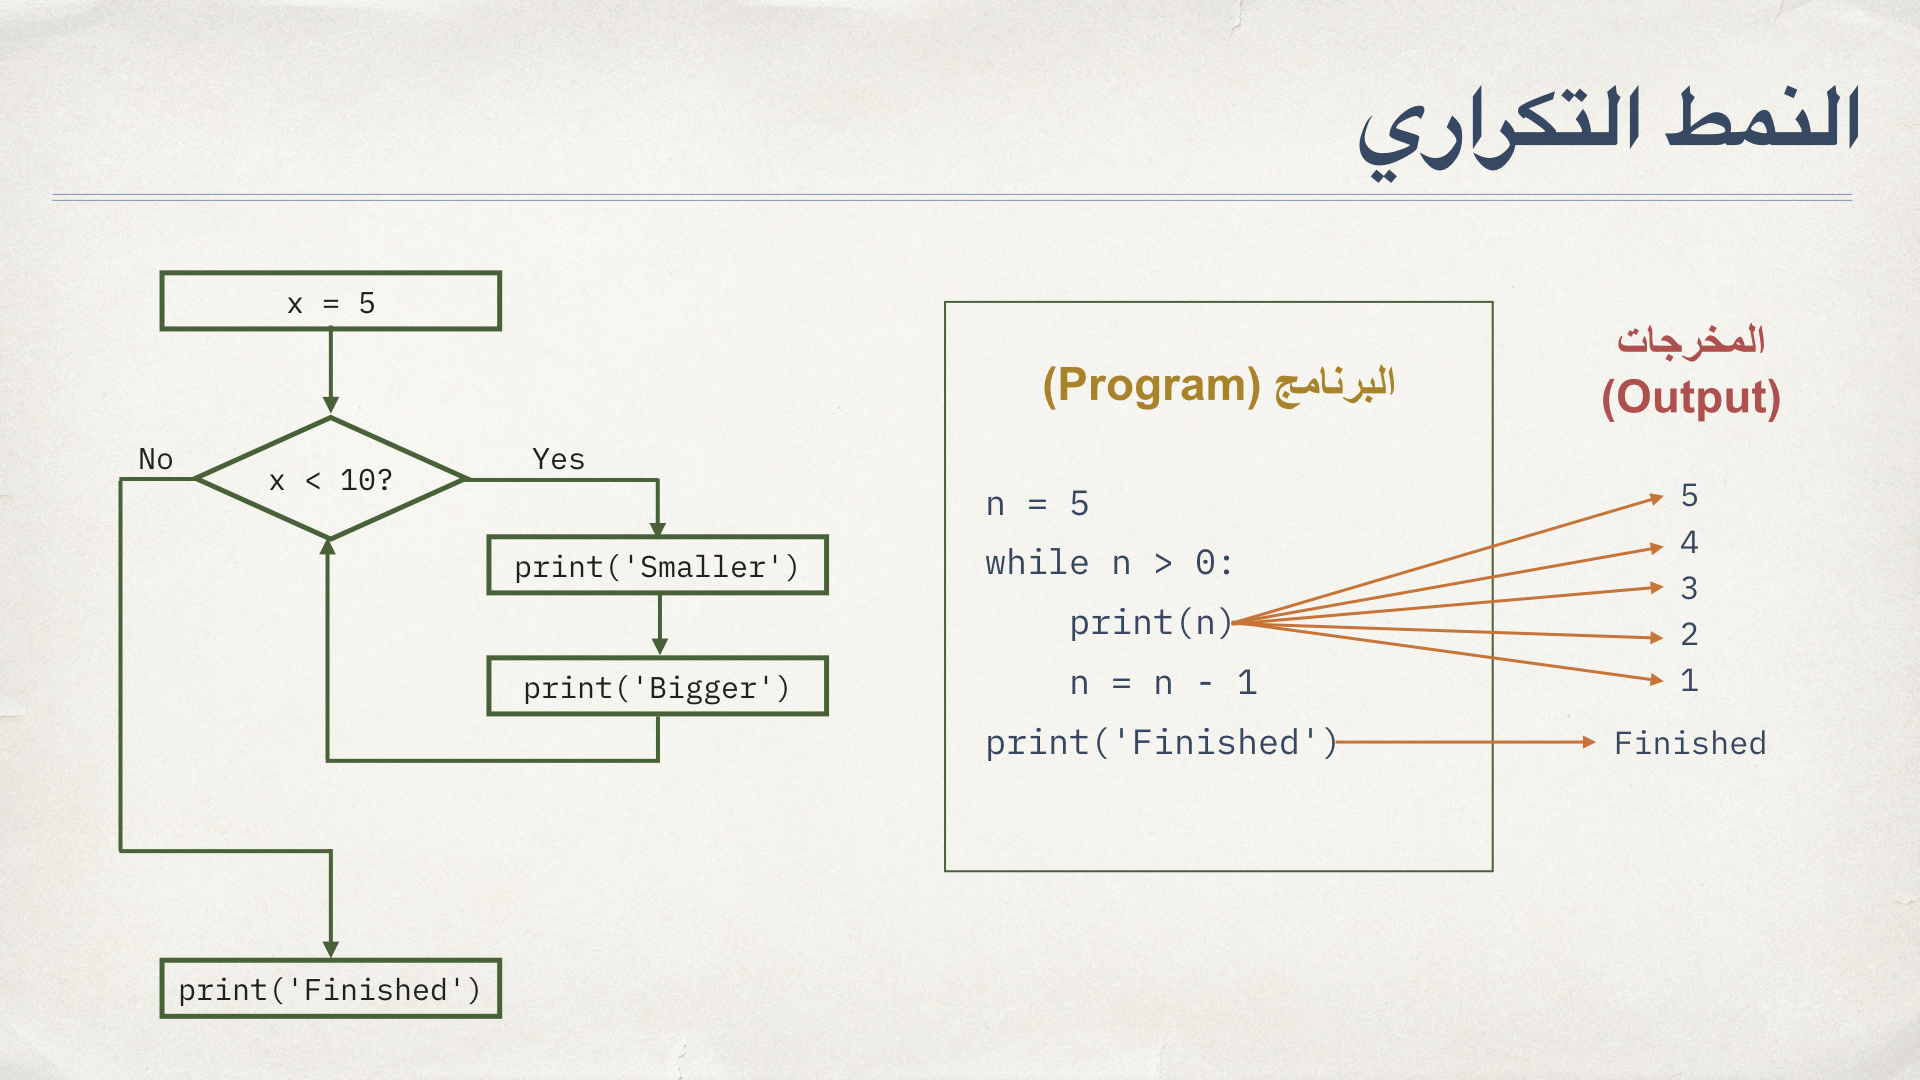 النمط التكراري
x = 5
No
x < 10?
Yes
print('Smaller')
print('Bigger')
print('Finished')
البرنامج (Program)
n = 5
while n > 0:
    print(n)
    n = n - 1
print('Finished')
المخرجات
(Output)
5
4
3
2
1
Finished